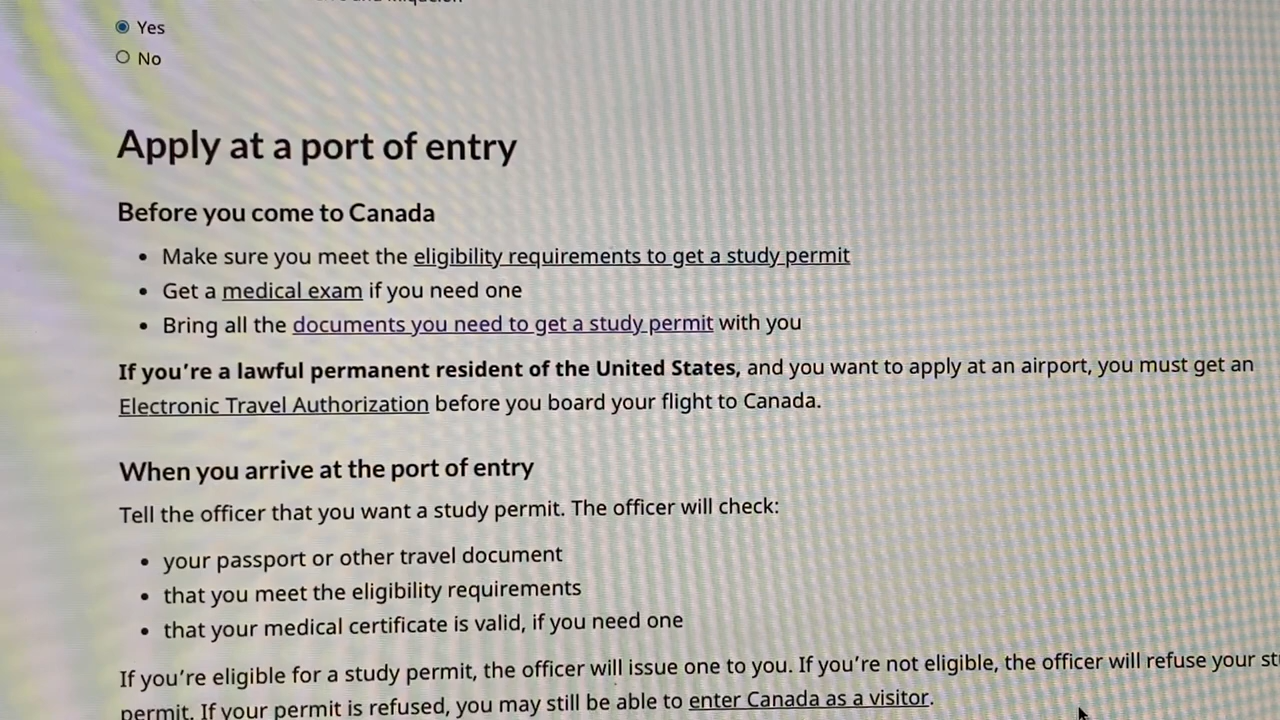 Yes
No
Apply at a port of entry
Before you come to Canada
Make sure you meet the eligibility requirements to get a study permit
Get a medical exam if you need one
Bring all the documents you need to get a study permit with you
If you’re a lawful permanent resident of the United States, and you want to apply at an airport, you must get an
Electronic Travel Authorization before you board your flight to Canada.
When you arrive at the port of entry
Tell the officer that you want a study permit. The officer will check:
your passport or other travel document
that you meet the eligibility requirements
that your medical certificate is valid, if you need one
If you’re eligible for a study permit, the officer will issue one to you. If you’re not eligible, the officer will refuse your
permit. If your permit is refused, you may still be able to enter Canada as a visitor.